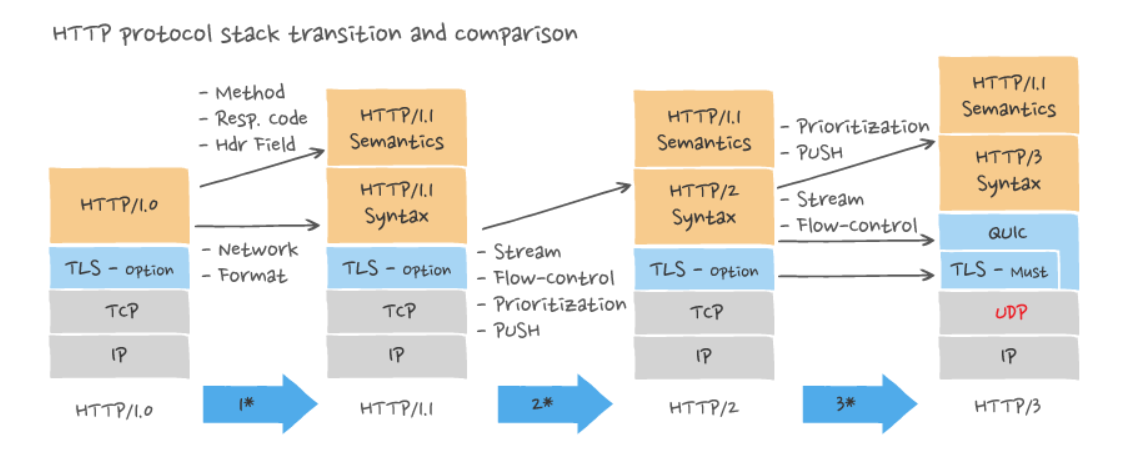 HTTP protocol stack transition and comparison
HTTP/1.0
TLS - option
TCP
IP
HTTP/1.0
- Method
- Resp. code
- Hdr Field
- Network
- Format
1*
HTTP/1.1
Semantics
HTTP/1.1
Syntax
TLS - option
TCP
IP
HTTP/1.1
- Stream
- Flow-control
- Prioritization
- PUSH
2*
HTTP/1.1
Semantics
HTTP/2
Syntax
TLS - option
TCP
IP
HTTP/2
- Prioritization
- PUSH
- Stream
- Flow-control
3*
HTTP/1.1
Semantics
HTTP/3
Syntax
QUIC
TLS - Must
UDP
IP
HTTP/3